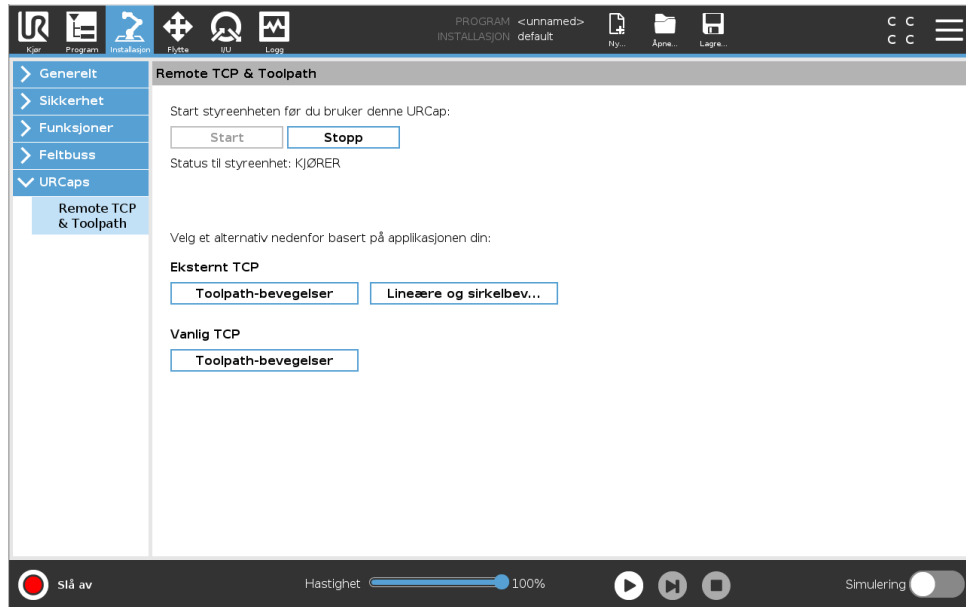 PROGRAM <unnamed>
INSTALLASJON default
C C
C C
Kjør Program Installasjon Flytte I/U Logg Ny... Åpne... Lagre...
Generelt
Sikkerhet
Funksjoner
Feltbuss
URCaps
Remote TCP
& Toolpath
Remote TCP & Toolpath
Start styreenheten før du bruker denne URCap:
Start Stopp
Status til styreenhet: KJØRER
Velg et alternativ nedenfor basert på applikasjonen din:
Eksternt TCP
Toolpath-bevegelser Lineære og sirkelbev...
Vanlig TCP
Toolpath-bevegelser
Slå av Hastighet 100% Simulering